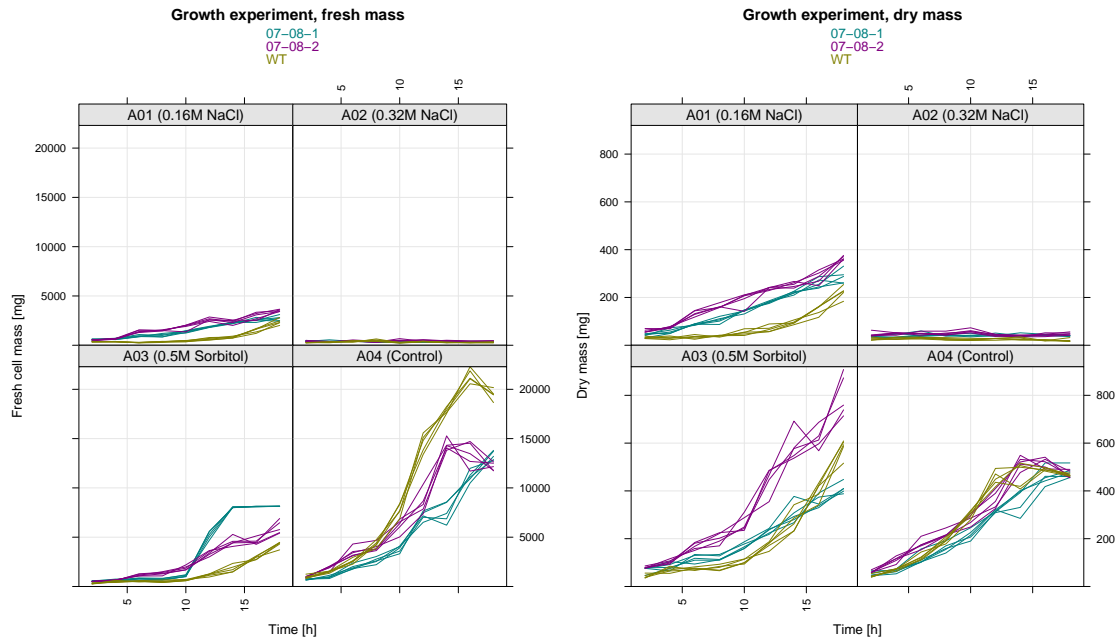 Growth experiment, fresh mass
07−08−1
07−08−2
WT
5
10
15
A01 (0.16M NaCl)
A02 (0.32M NaCl)
20000
15000
10000
5000
A03 (0.5M Sorbitol)
A04 (Control)
20000
15000
10000
5000
5
10
15
Fresh cell mass [mg]
Time [h]
Growth experiment, dry mass
07−08−1
07−08−2
WT
5
10
15
A01 (0.16M NaCl)
A02 (0.32M NaCl)
800
600
400
200
A03 (0.5M Sorbitol)
A04 (Control)
800
600
400
200
5
10
15
Dry mass [mg]
Time [h]